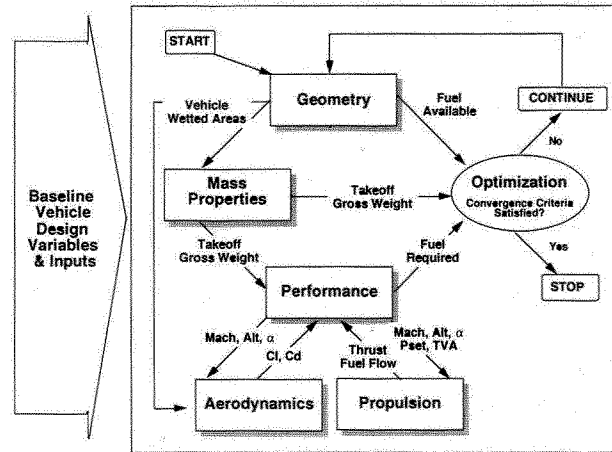 START
Geometry
CONTINUE
Vehicle
Wetted Areas
Fuel
Available
No
Mass
Properties
Takeoff
Gross Weight
Optimization
Convergence Criteria
Satisfied?
Baseline
Vehicle
Design
Variables
& Inputs
Takeoff
Gross Weight
Fuel
Required
Yes
Performance
STOP
Mach, Alt, α
Cl, Cd
Thrust
Fuel Flow
Mach, Alt, α
Pset, TVA
Aerodynamics
Propulsion